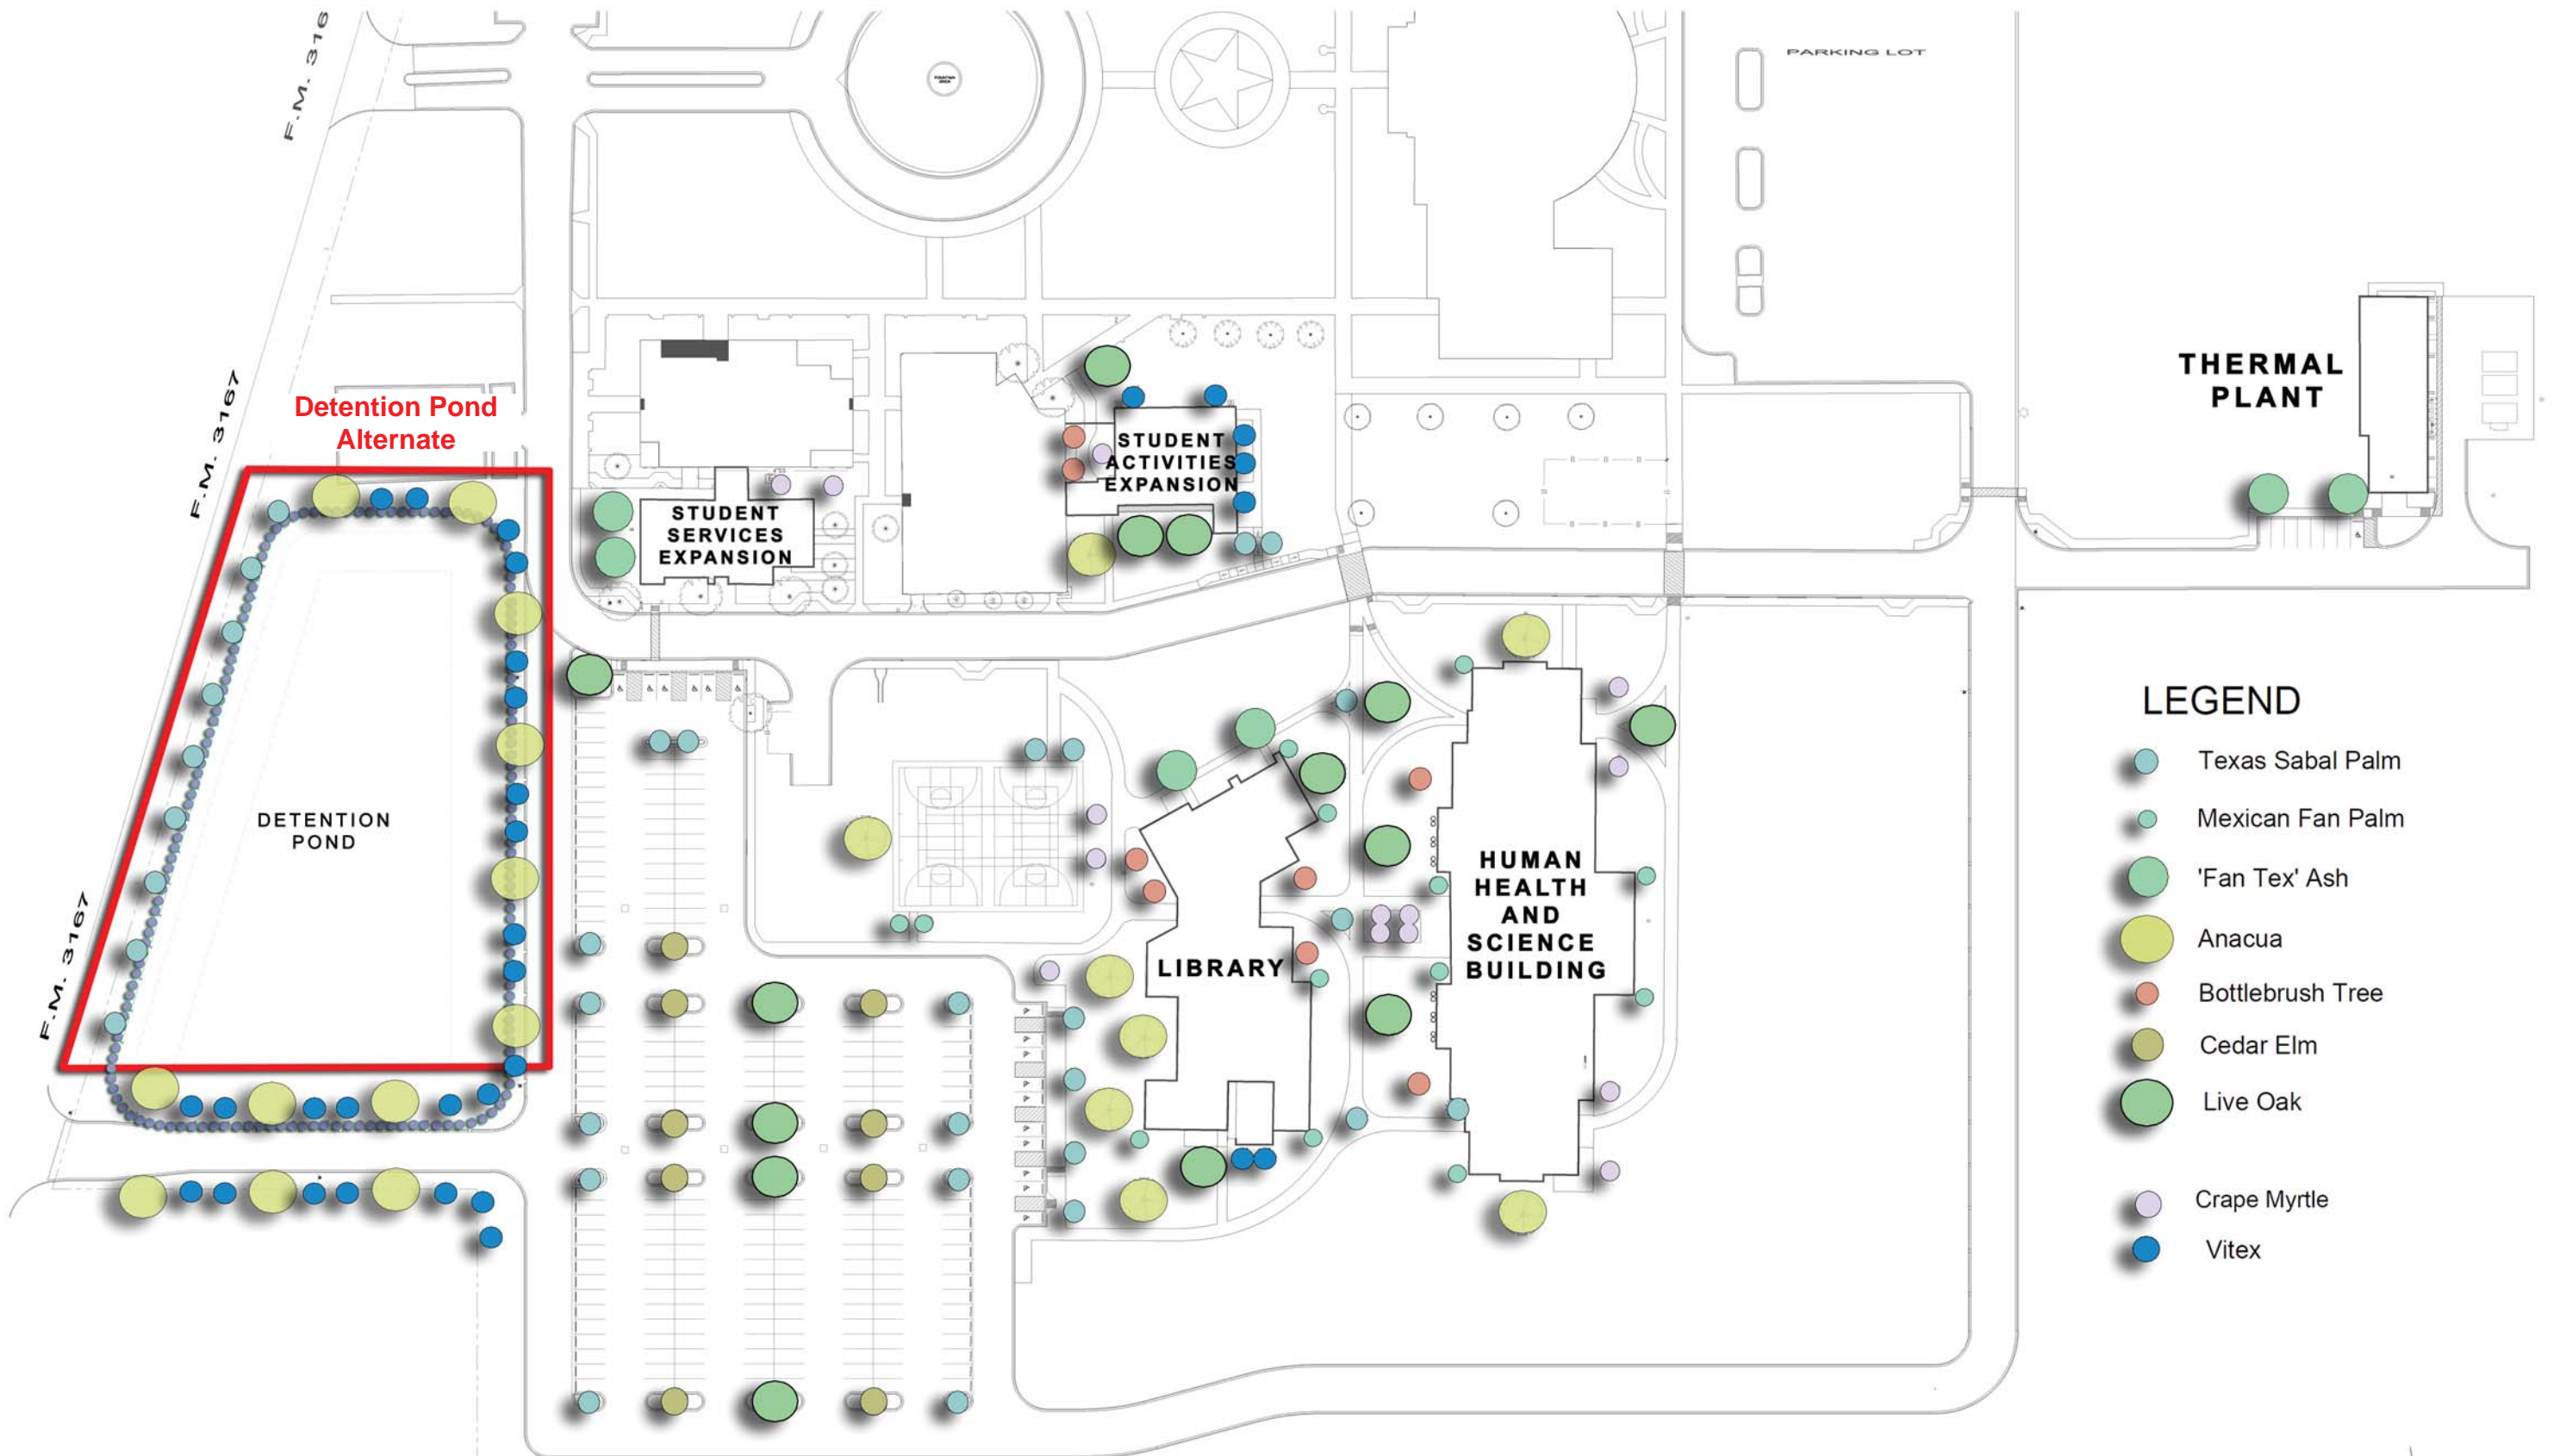 F.M. 316
PARKING LOT
THERMAL
PLANT
F.M. 3167
Detention Pond
Alternate
STUDENT
ACTIVITIES
EXPANSION
STUDENT
SERVICES
EXPANSION
LEGEND
Texas Sabal Palm
Mexican Fan Palm
'Fan Tex' Ash
Anacua
Bottlebrush Tree
Cedar Elm
Live Oak
Crape Myrtle
Vitex
DETENTION
POND
HUMAN
HEALTH
AND
SCIENCE
BUILDING
LIBRARY
F.M. 3167